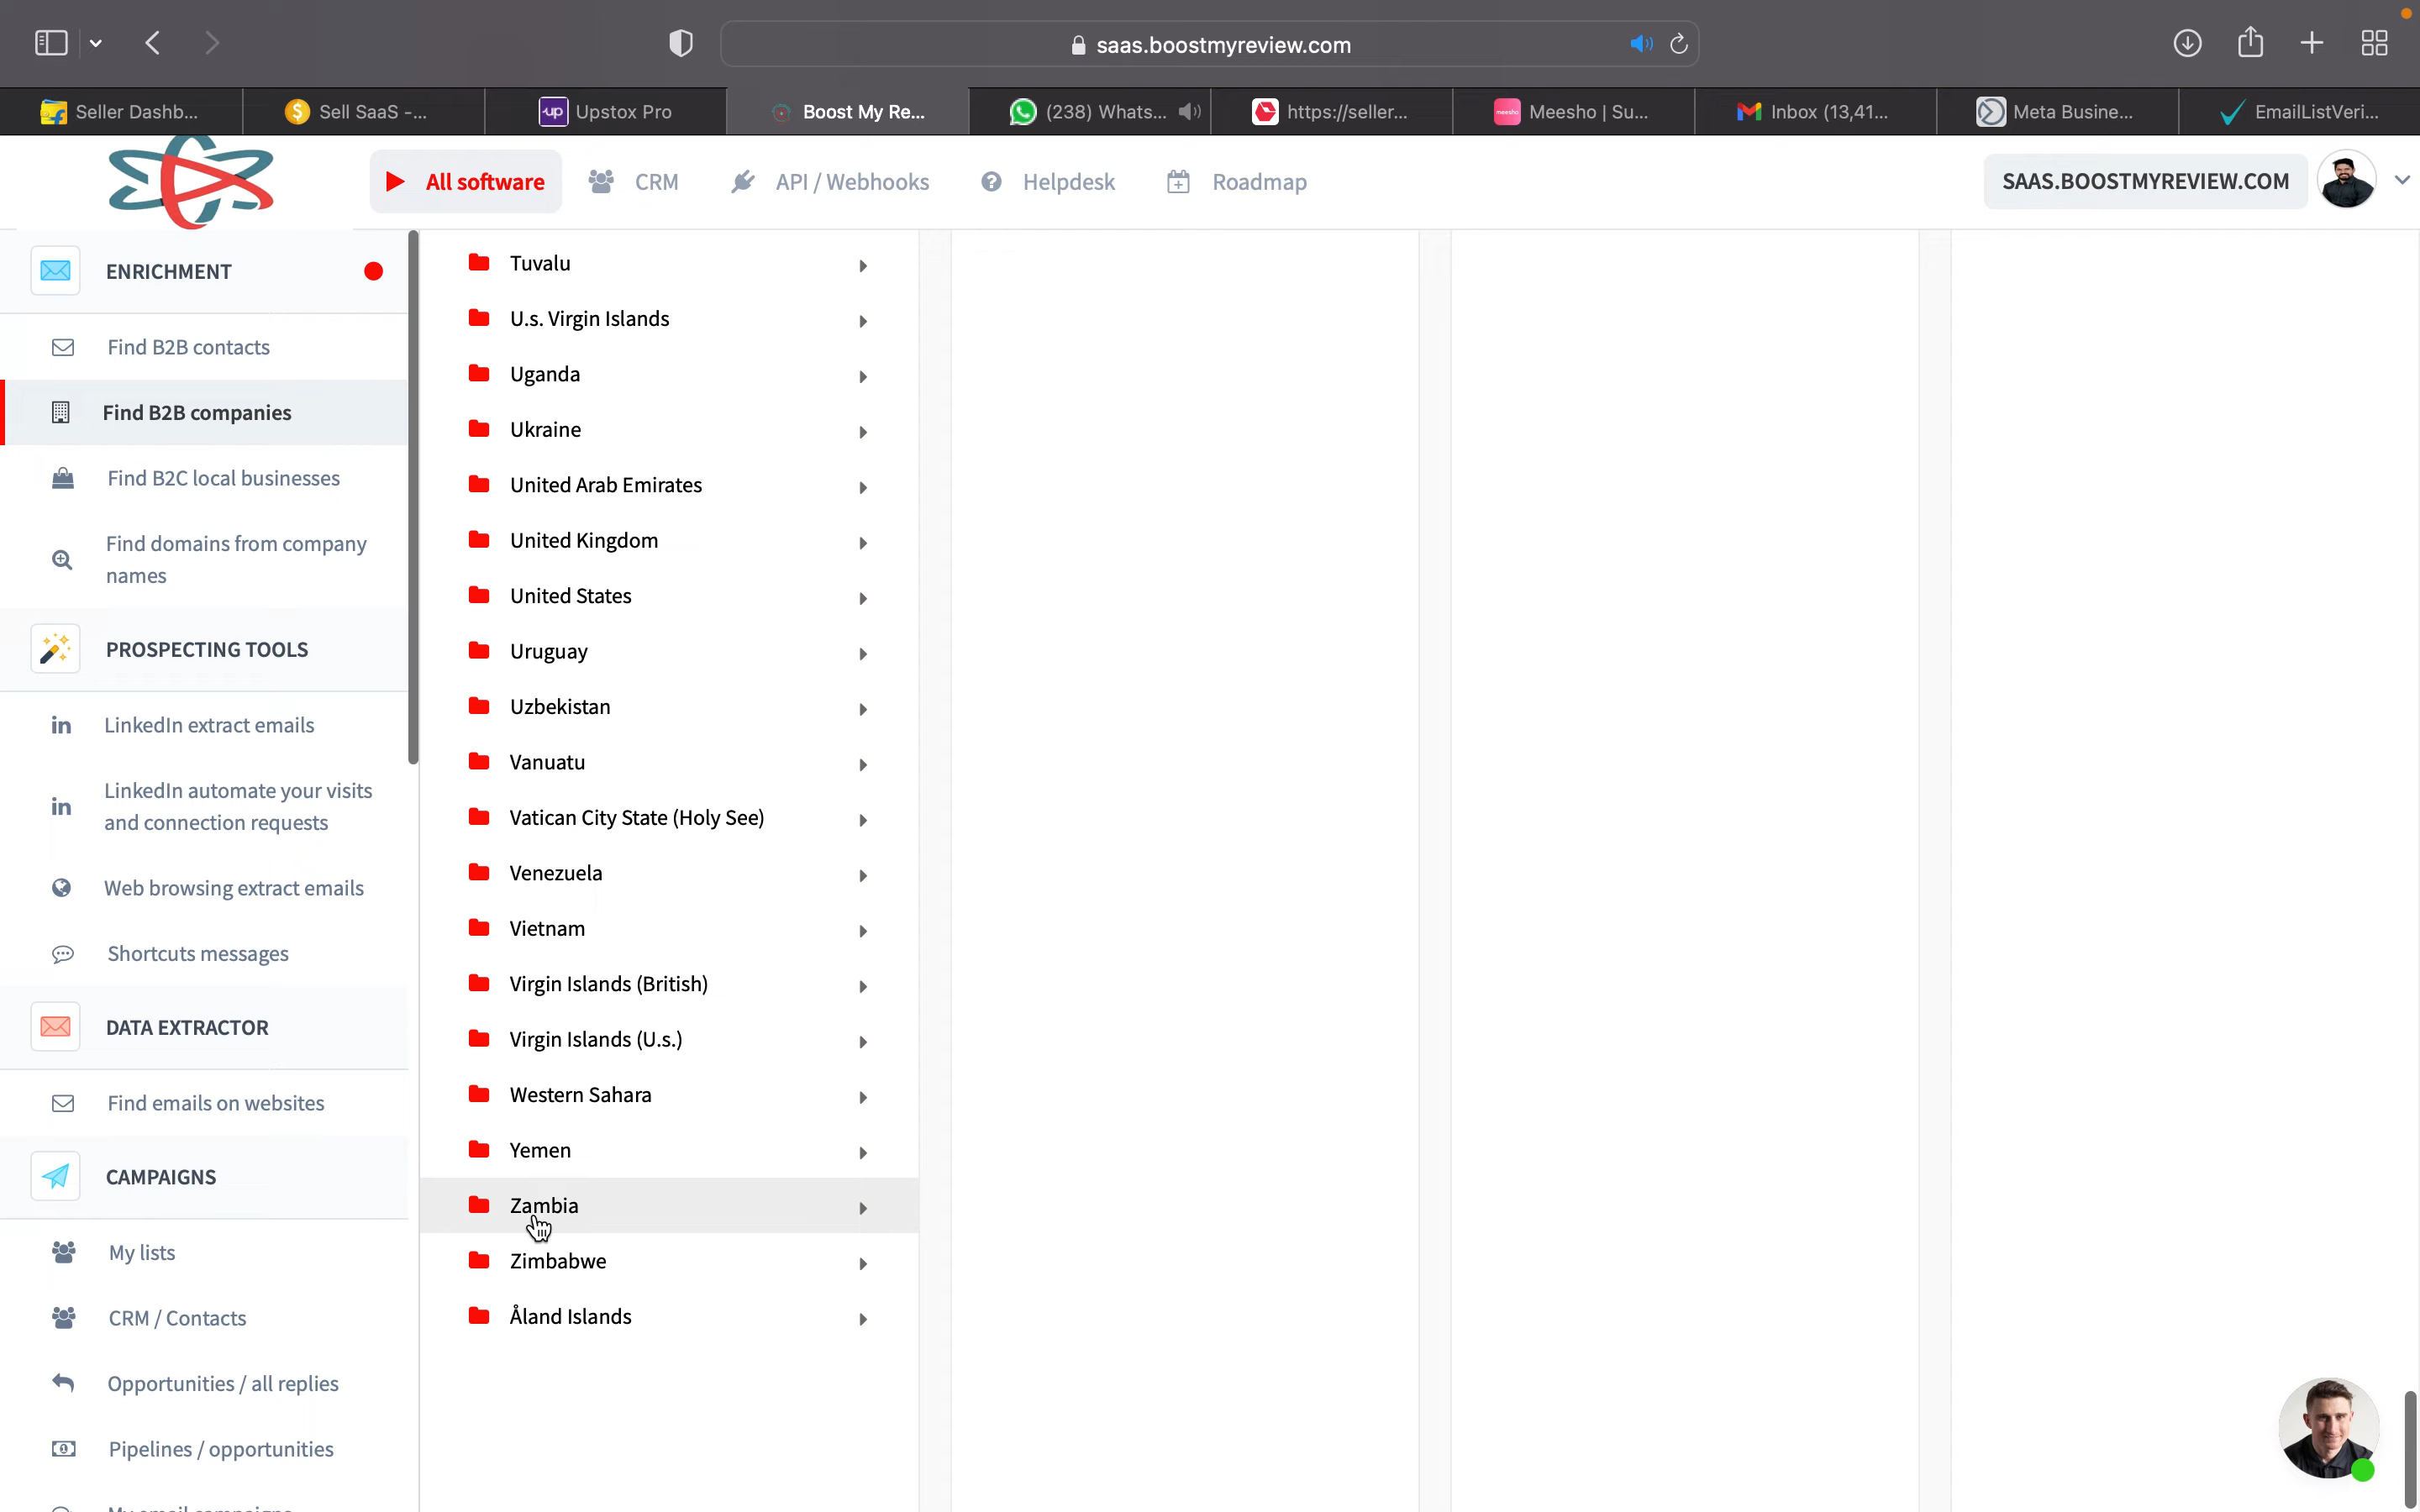 saas.boostmyreview.com
Seller Dashb...
Sell SaaS -...
up
Upstox Pro
Boost My Re...
(238) Whats...
https://seller...
meesho
Meesho | Su...
Inbox (13,41...
Meta Busine...
EmailListVeri...
All software
CRM
API / Webhooks
Helpdesk
Roadmap
SAAS.BOOSTMYREVIEW.COM
ENRICHMENT
Find B2B contacts
Find B2B companies
Find B2C local businesses
Find domains from company
names
PROSPECTING TOOLS
LinkedIn extract emails
LinkedIn automate your visits
and connection requests
Web browsing extract emails
Shortcuts messages
DATA EXTRACTOR
Find emails on websites
CAMPAIGNS
My lists
CRM / Contacts
Opportunities / all replies
Pipelines / opportunities
Tuvalu
U.s. Virgin Islands
Uganda
Ukraine
United Arab Emirates
United Kingdom
United States
Uruguay
Uzbekistan
Vanuatu
Vatican City State (Holy See)
Venezuela
Vietnam
Virgin Islands (British)
Virgin Islands (U.s.)
Western Sahara
Yemen
Zambia
Zimbabwe
Åland Islands